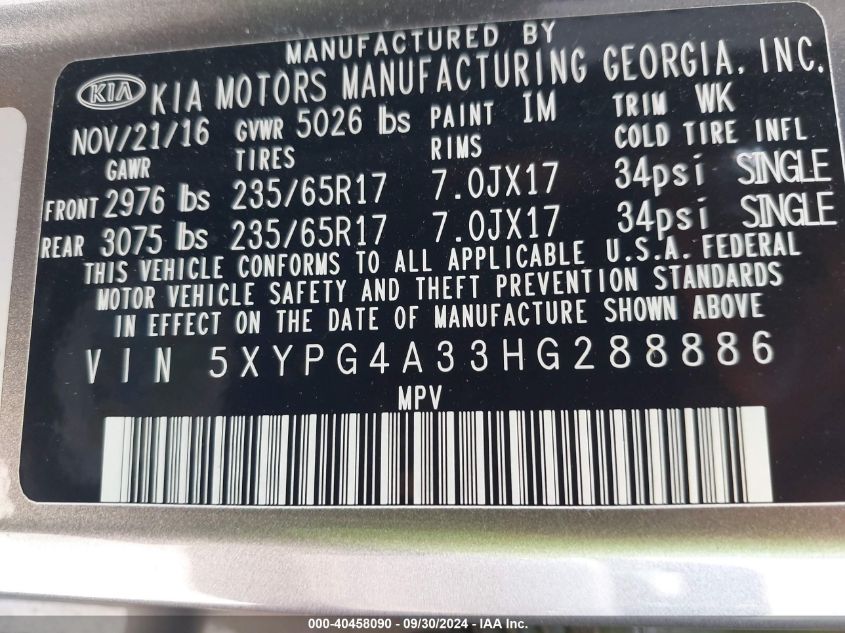 MANUFACTURED BY
KIA KIA MOTORS MANUFACTURING GEORGIA, INC.
NOV/21/16 GVWR 5026 lbs PAINT IM TRIM WK
GAWR TIRES RIMS COLD TIRE INFL
FRONT 2976 lbs 235/65R17 7.0JX17 34psi SINGLE
REAR 3075 lbs 235/65R17 7.0JX17 34psi SINGLE
THIS VEHICLE CONFORMS TO ALL APPLICABLE U.S.A. FEDERAL
MOTOR VEHICLE SAFETY AND THEFT PREVENTION STANDARDS
IN EFFECT ON THE DATE OF MANUFACTURE SHOWN ABOVE
VIN 5XYPG4A33HG288886
MPV
000-40458090 - 09/30/2024 - IAA Inc.